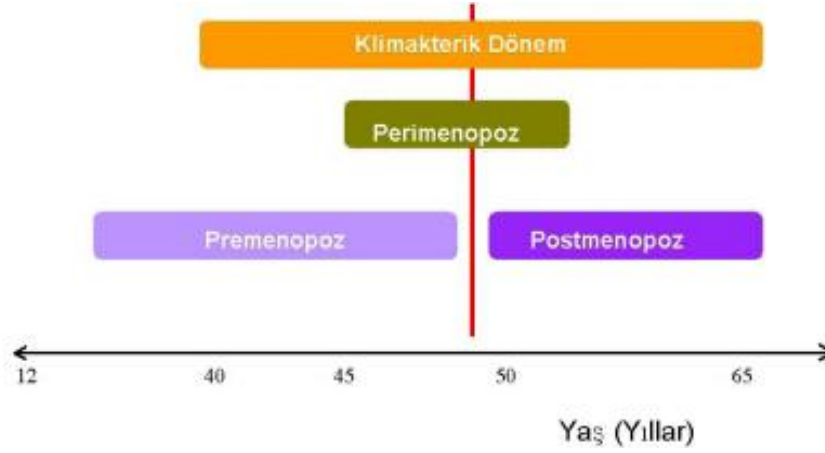 Klimakterik Dönem
Perimenopoz
Premenopoz Postmenopoz
12 40 45 50 65
Yaş (Yıllar)